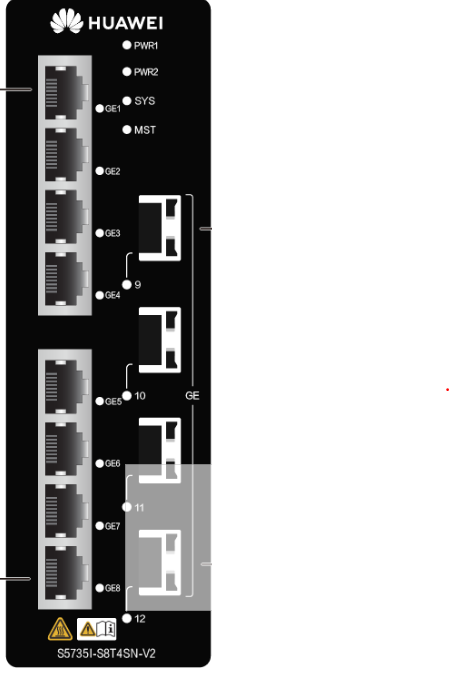 HUAWEI
PWR1
PWR2
SYS
MST
GE1
GE2
GE3
GE4
9
GE5
10
GE
GE6
11
GE7
GE8
12
S5735I-S8T4SN-V2